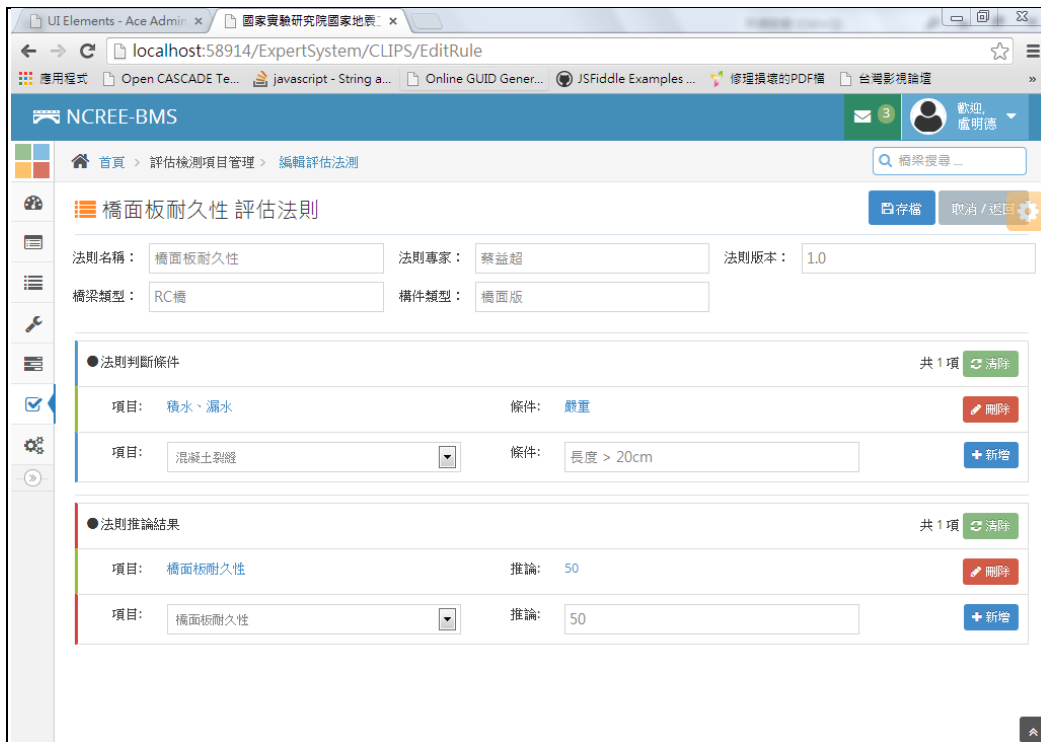 UI Elements - Ace Admin ×
國家實驗研究院國家地震 ×
localhost:58914/ExpertSystem/CLIPS/EditRule
應用程式 Open CASCADE Te... javascript - String a... Online GUID Gener... JSFiddle Examples ... 修理損壞的PDF檔 台灣影視論壇 »
NCREE-BMS 3 歡迎,
盧明德
首頁 > 評估檢測項目管理 > 編輯評估法測 橋梁搜尋 ...
橋面板耐久性 評估法則 存檔 取消 / 返回
法則名稱: 橋面板耐久性 法則專家: 蔡益超 法則版本: 1.0
橋梁類型: RC橋 構件類型: 橋面版
●法則判斷條件 共 1 項 清除
項目: 積水、漏水 條件: 嚴重 刪除
項目: 混凝土裂縫 條件: 長度 > 20cm 新增
●法則推論結果 共 1 項 清除
項目: 橋面板耐久性 推論: 50 刪除
項目: 橋面板耐久性 推論: 50 新增